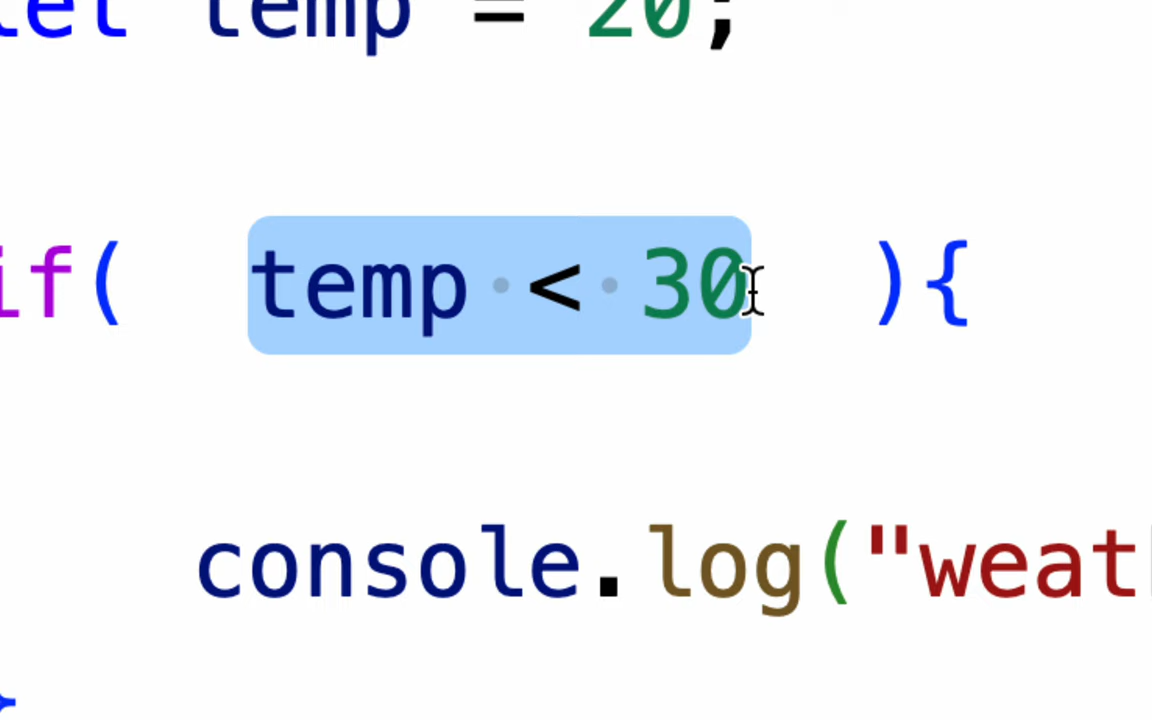 let temp = 20;
if( temp < 30 ){
console.log("weat
}